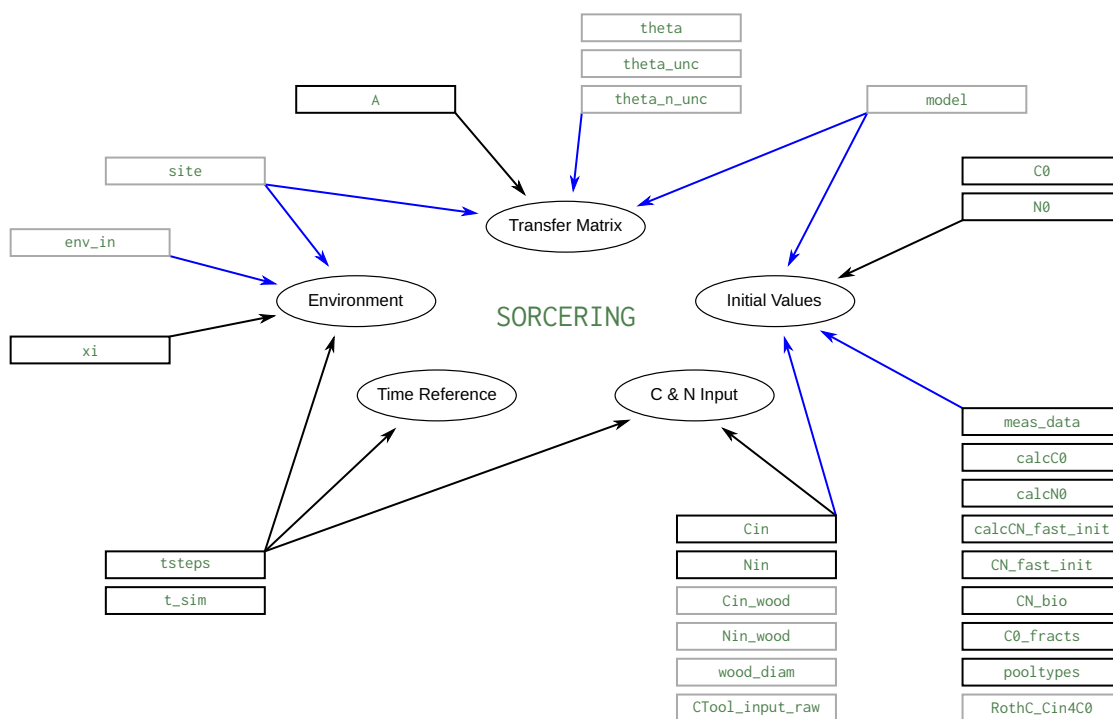 theta
theta_unc
A
theta_n_unc
model
site
C0
N0
Transfer Matrix
env_in
Environment
Initial Values
SORCERING
xi
Time Reference
C & N Input
meas_data
calcC0
calcN0
Cin
calcCN_fast_init
tsteps
Nin
CN_fast_init
t_sim
Cin_wood
CN_bio
Nin_wood
C0_fracts
wood_diam
pooltypes
CTool_input_raw
RothC_Cin4C0